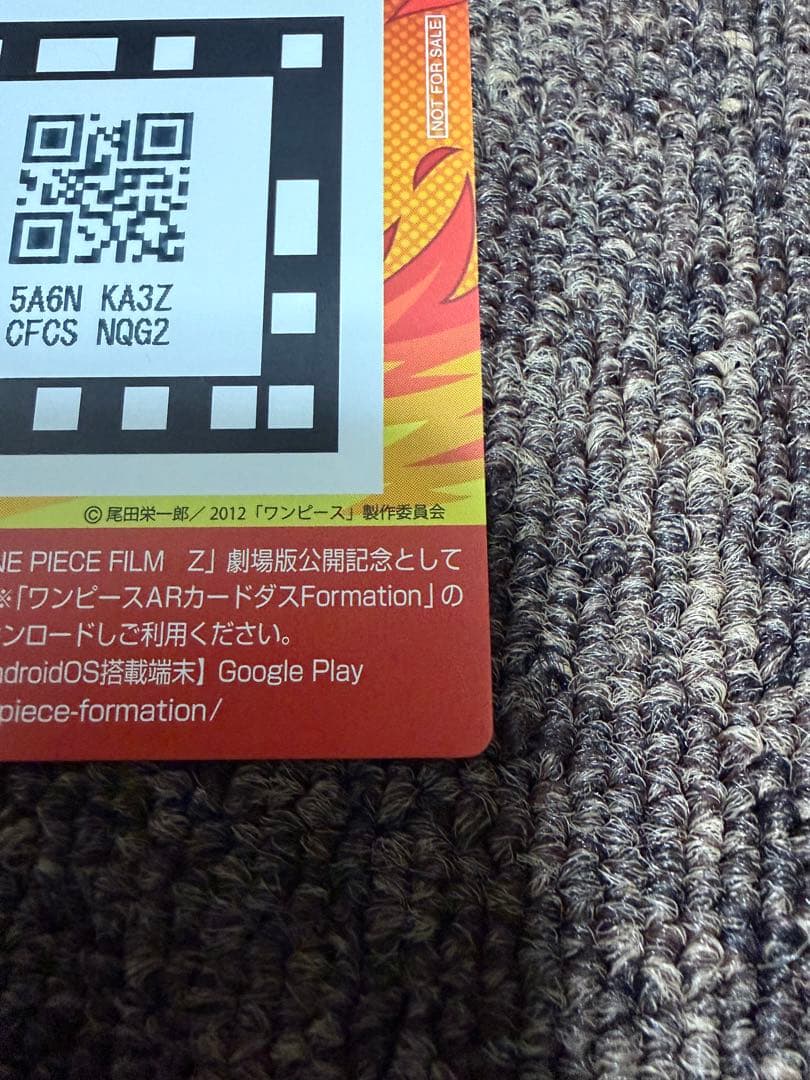 NOT FOR SALE
5A6N KA3Z
CFCS NQG2
© 尾田栄一郎／2012「ワンピース」製作委員会
NE PIECE FILM Z」劇場版公開記念として
※「ワンピースARカードダスFormation」の
ンロードしご利用ください。
ndroidOS搭載端末】Google Play
piece-formation/